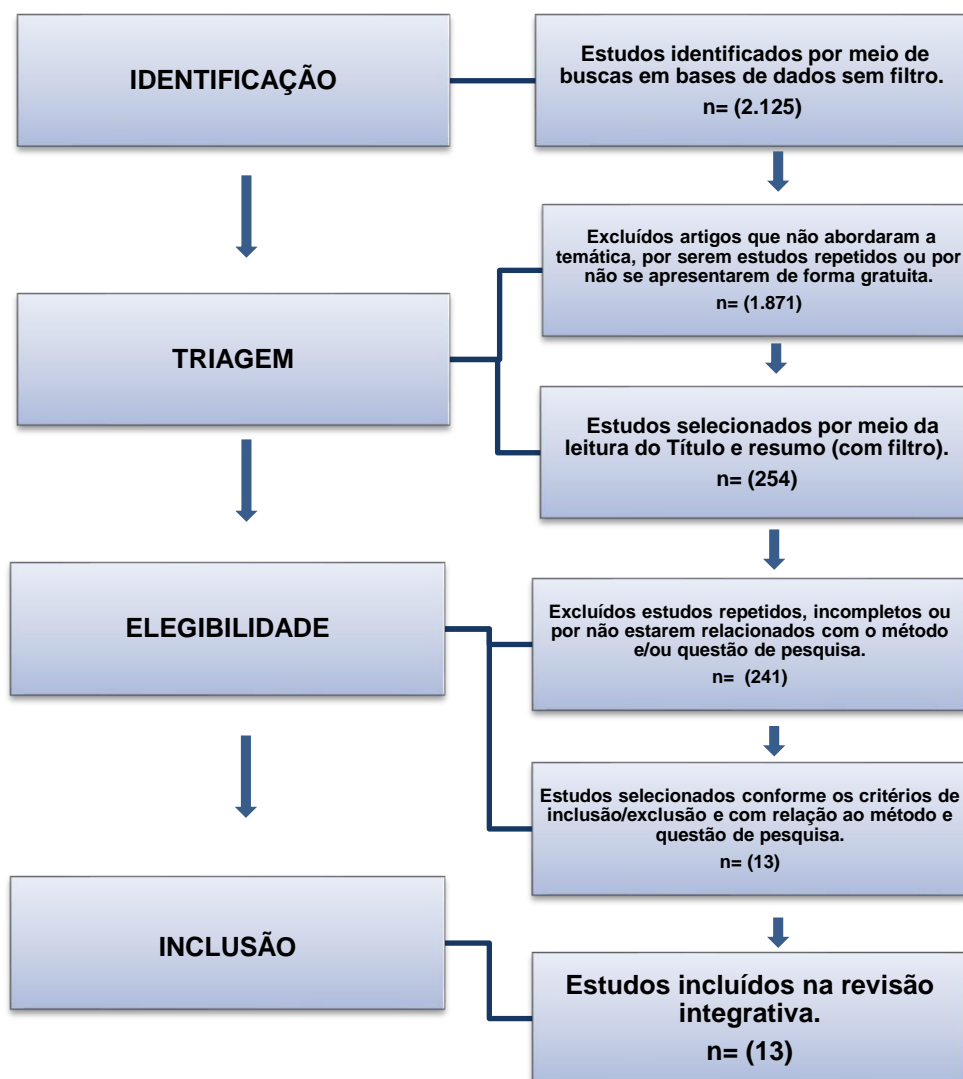 IDENTIFICAÇÃO
Estudos identificados por meio de
buscas em bases de dados sem filtro.
n= (2.125)
Excluídos artigos que não abordaram a
temática, por serem estudos repetidos ou por
não se apresentarem de forma gratuita.
n= (1.871)
TRIAGEM
Estudos selecionados por meio da
leitura do Título e resumo (com filtro).
n= (254)
ELEGIBILIDADE
Excluídos estudos repetidos, incompletos ou
por não estarem relacionados com o método
e/ou questão de pesquisa.
n= (241)
Estudos selecionados conforme os critérios de
inclusão/exclusão e com relação ao método e
questão de pesquisa.
n= (13)
INCLUSÃO
Estudos incluídos na revisão
integrativa.
n= (13)